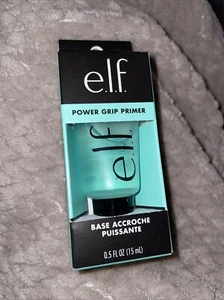 e.l.f.
POWER GRIP PRIMER
e.l.f.
BASE ACCROCHE
PUISSANTE
0.5 FL OZ (15 mL)